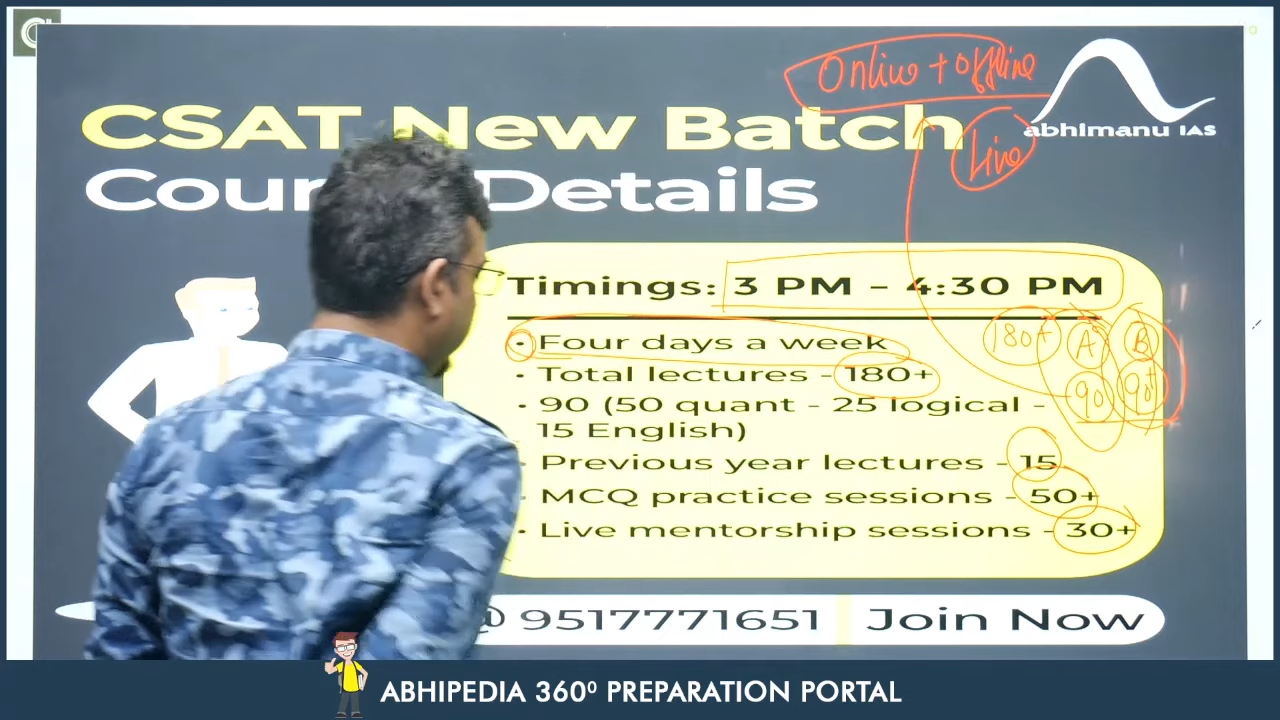 Online + Offline
Live
abhimanu IAS
CSAT New Batch
Cour Details
Timings: 3 PM - 4:30 PM
• Four days a week
180+ A B
• Total lectures - 180+
90 90+
• 90 (50 quant - 25 logical -
15 English)
• Previous year lectures - 15
• MCQ practice sessions - 50+
• Live mentorship sessions - 30+
@ 9517771651 Join Now
ABHIPEDIA 360⁰ PREPARATION PORTAL